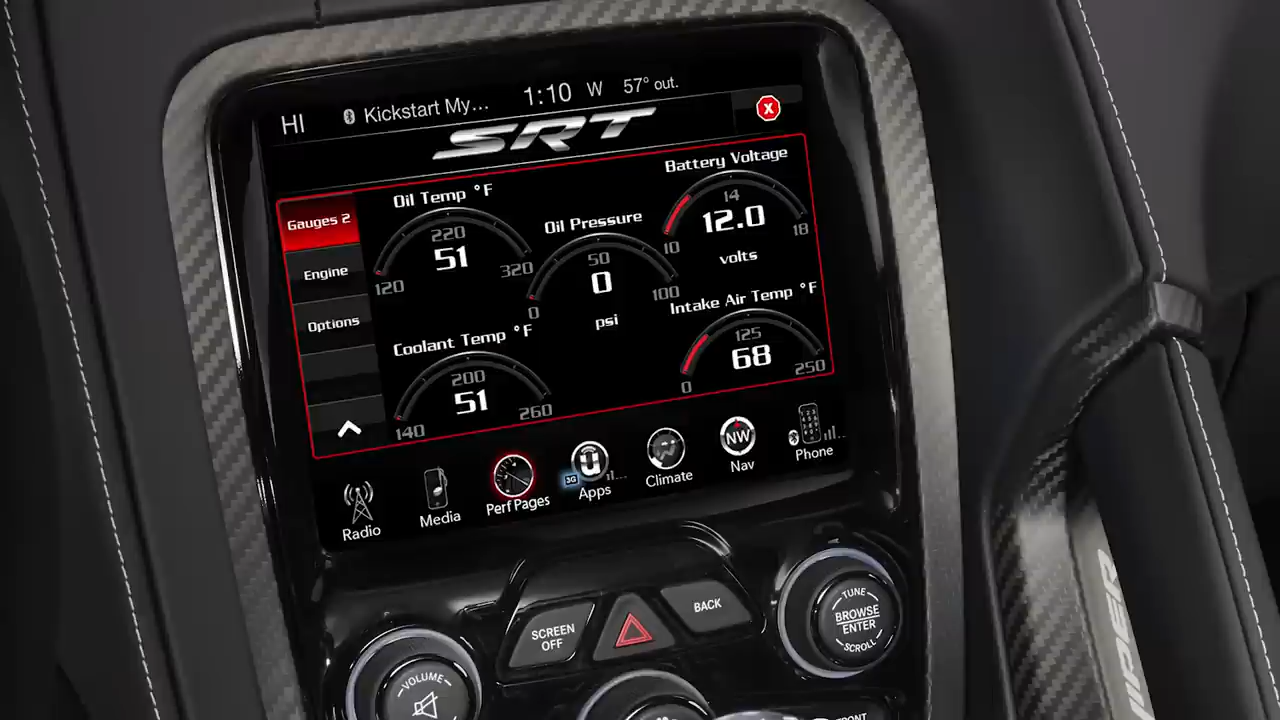 HI
Kickstart My...
1:10 W 57° out.
SRT
X
Gauges 2
Engine
Options
Oil Temp °F
220
51
120 320
Oil Pressure
50
0
0 100
psi
Battery Voltage
14
12.0
10 18
volts
Coolant Temp °F
200
51
140 260
Intake Air Temp °F
125
68
0 250
Radio
Media
Perf Pages
3G
Apps
Climate
NW
Nav
Phone
SCREEN
OFF
BACK
VOLUME
TUNE
BROWSE
ENTER
SCROLL